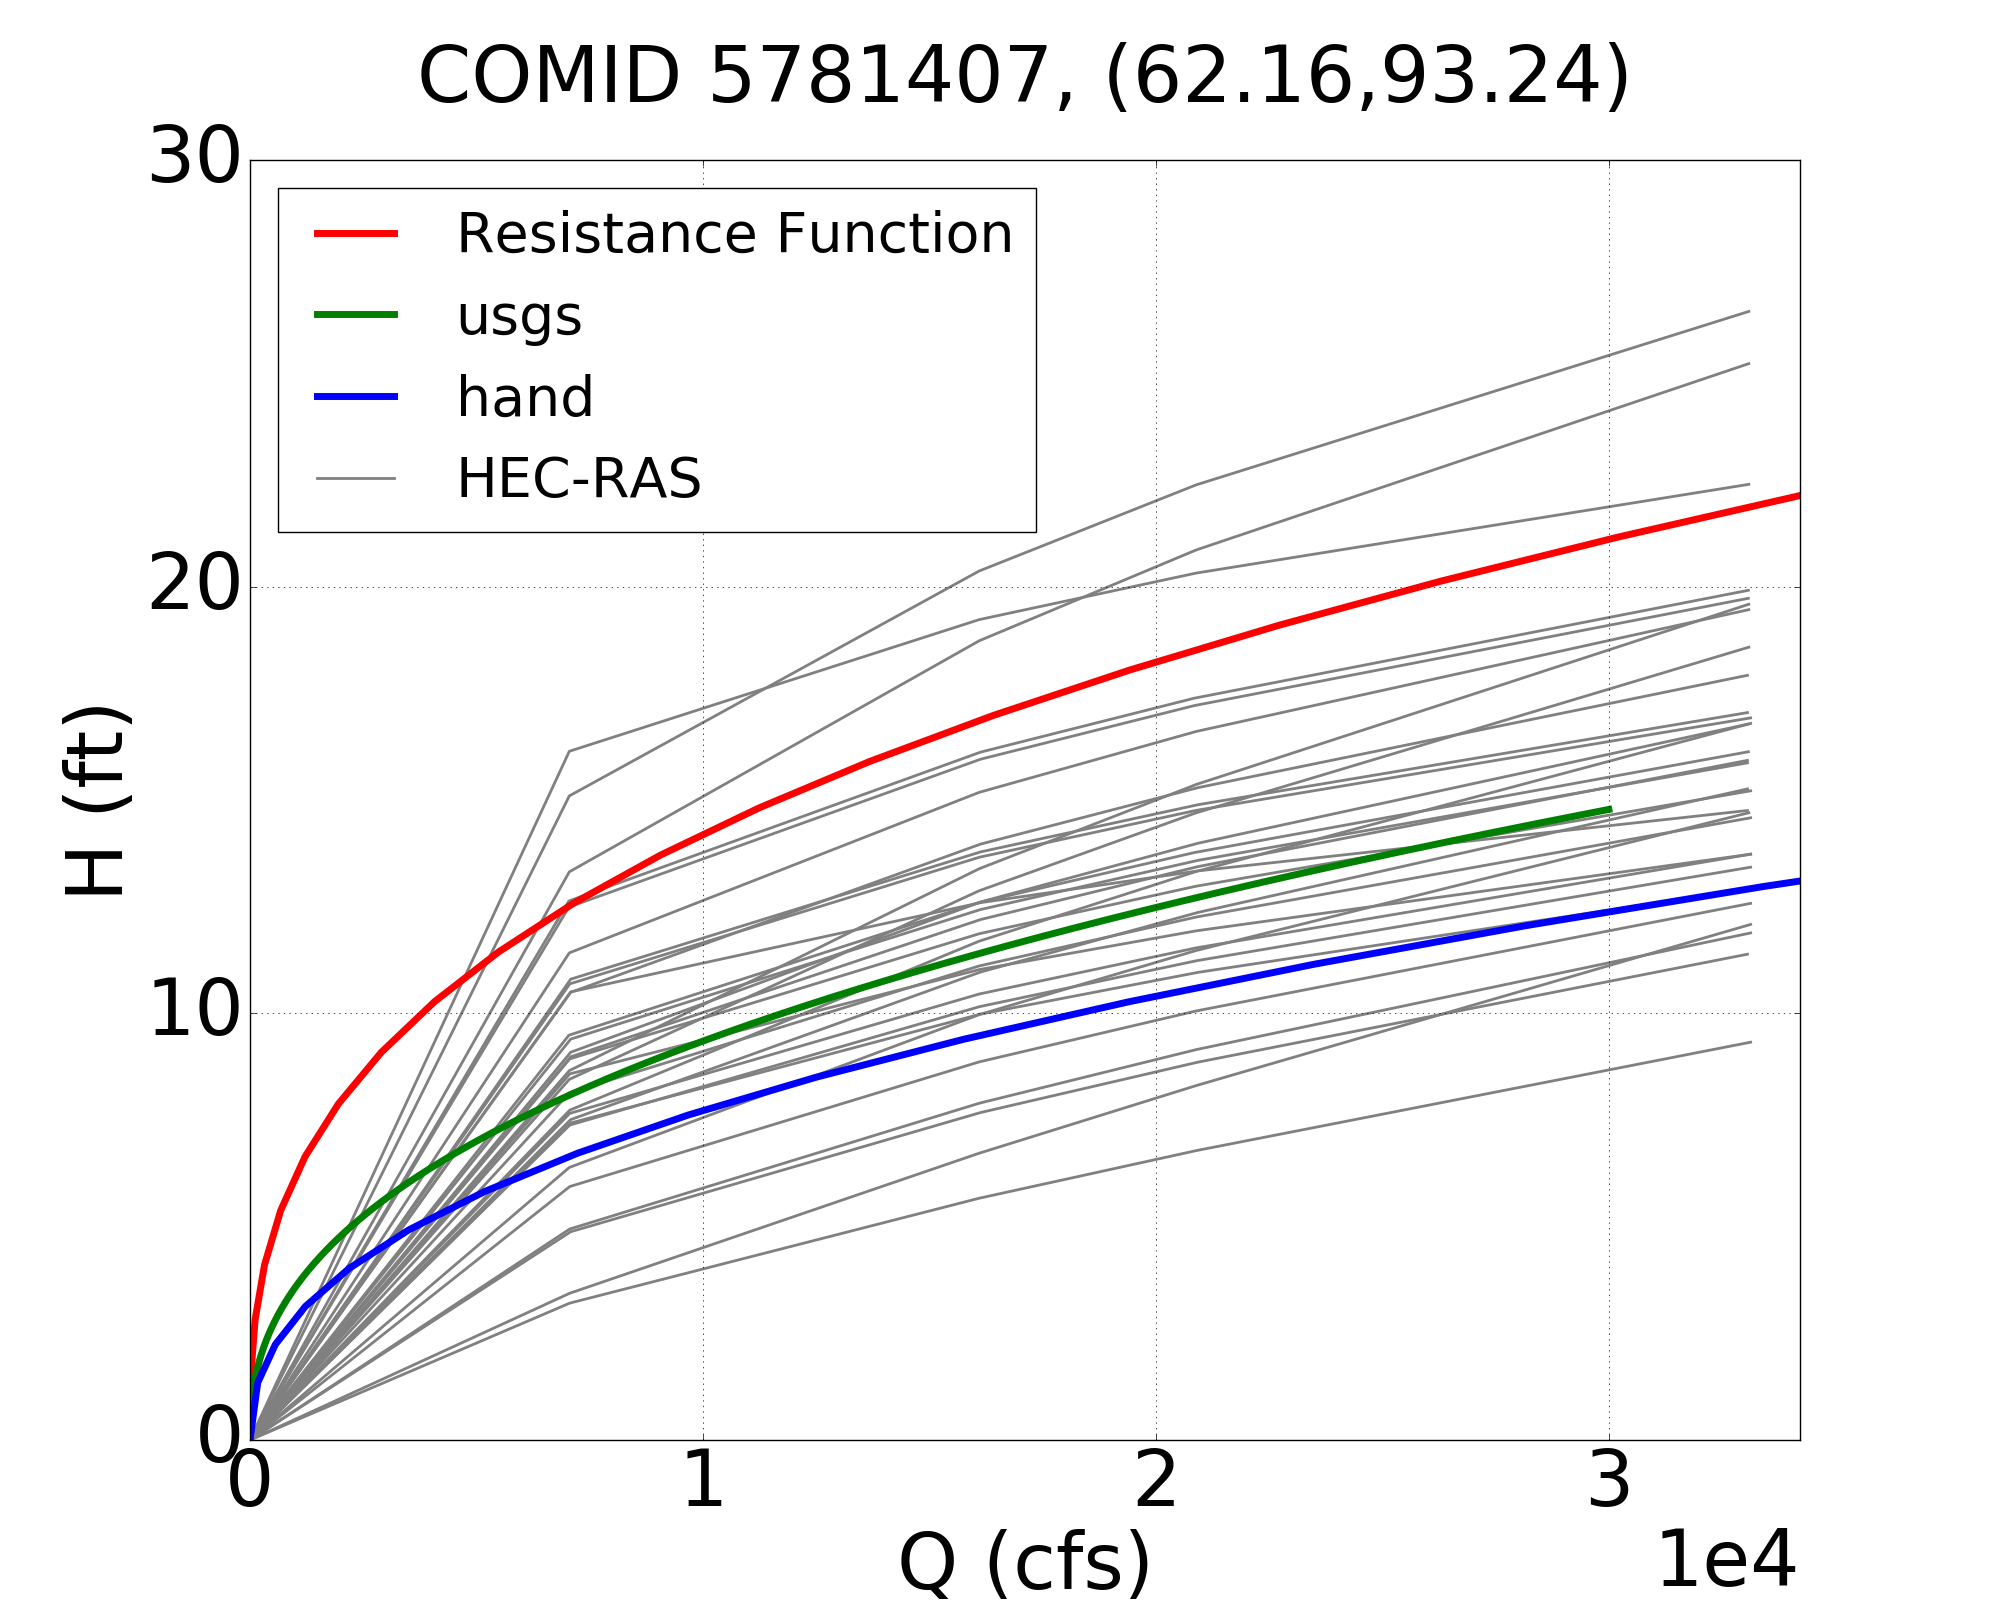 COMID 5781407, (62.16,93.24)
30
Resistance Function
usgs
hand
HEC-RAS
20
H (ft)
10
0
0 1 2 3
Q (cfs)
1e4